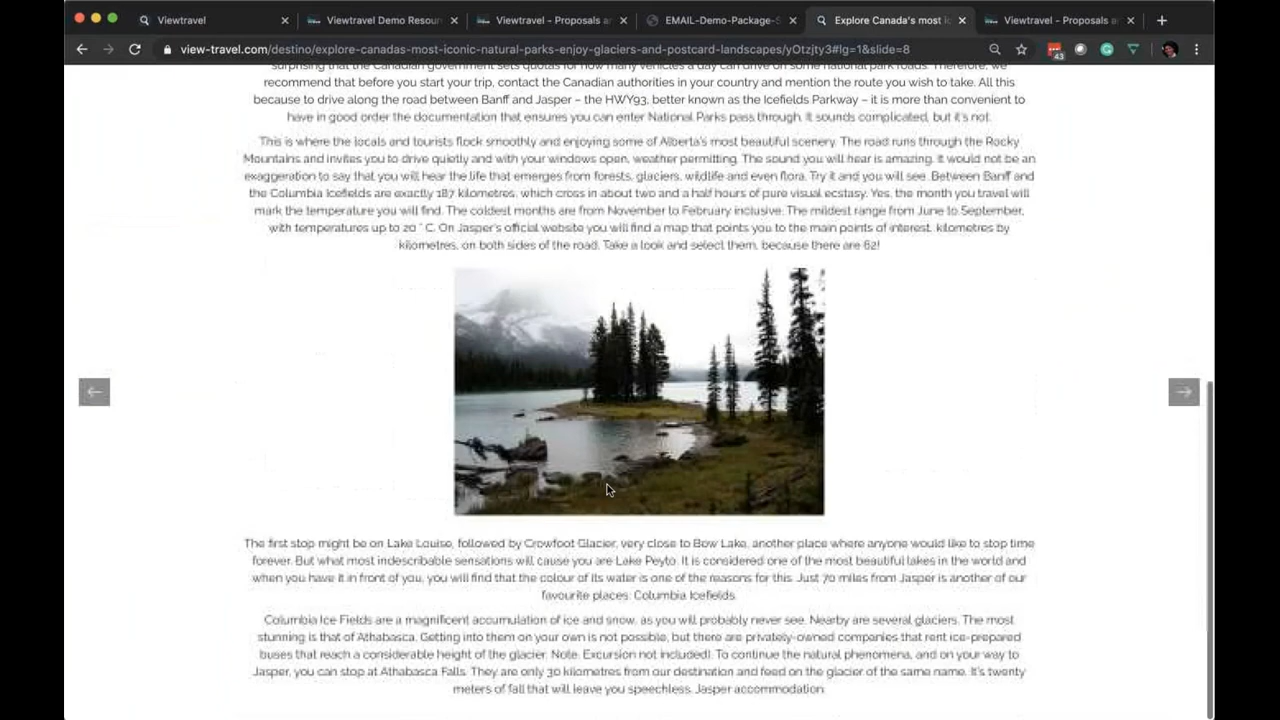 Viewtravel
Viewtravel Demo Resour
Viewtravel - Proposals a
EMAIL-Demo-Package-S
Explore Canada's most i
Viewtravel - Proposals a
view-travel.com/destino/explore-canadas-most-iconic-natural-parks-enjoy-glaciers-and-postcard-landscapes/yOtzjty3#lg=1&slide=8
43
surprising that the Canadian government sets quotas for how many vehicles a day can drive on some national park roads. Therefore, we
recommend that before you start your trip, contact the Canadian authorities in your country and mention the route you wish to take. All this
because to drive along the road between Banff and Jasper – the HWY93, better known as the Icefields Parkway – it is more than convenient to
have in good order the documentation that ensures you can enter National Parks pass through. It sounds complicated, but it's not.
This is where the locals and tourists flock smoothly and enjoying some of Alberta's most beautiful scenery. The road runs through the Rocky
Mountains and invites you to drive quietly and with your windows open, weather permitting. The sound you will hear is amazing. It would not be an
exaggeration to say that you will hear the life that emerges from forests, glaciers, wildlife and even flora. Try it and you will see. Between Banff and
the Columbia Icefields are exactly 187 kilometres, which cross in about two and a half hours of pure visual ecstasy. Yes, the month you travel will
mark the temperature you will find. The coldest months are from November to February inclusive. The mildest range from June to September,
with temperatures up to 20 ° C. On Jasper's official website you will find a map that points you to the main points of interest, kilometres by
kilometres, on both sides of the road. Take a look and select them, because there are 62!
The first stop might be on Lake Louise, followed by Crowfoot Glacier, very close to Bow Lake, another place where anyone would like to stop time
forever. But what most indescribable sensations will cause you are Lake Peyto. It is considered one of the most beautiful lakes in the world and
when you have it in front of you, you will find that the colour of its water is one of the reasons for this. Just 70 miles from Jasper is another of our
favourite places: Columbia Icefields.
Columbia Ice Fields are a magnificent accumulation of ice and snow, as you will probably never see. Nearby are several glaciers. The most
stunning is that of Athabasca. Getting into them on your own is not possible, but there are privately-owned companies that rent ice-prepared
buses that reach a considerable height of the glacier. Note: Excursion not included!. To continue the natural phenomena, and on your way to
Jasper, you can stop at Athabasca Falls. They are only 30 kilometres from our destination and feed on the glacier of the same name. It's twenty
meters of fall that will leave you speechless. Jasper accommodation.